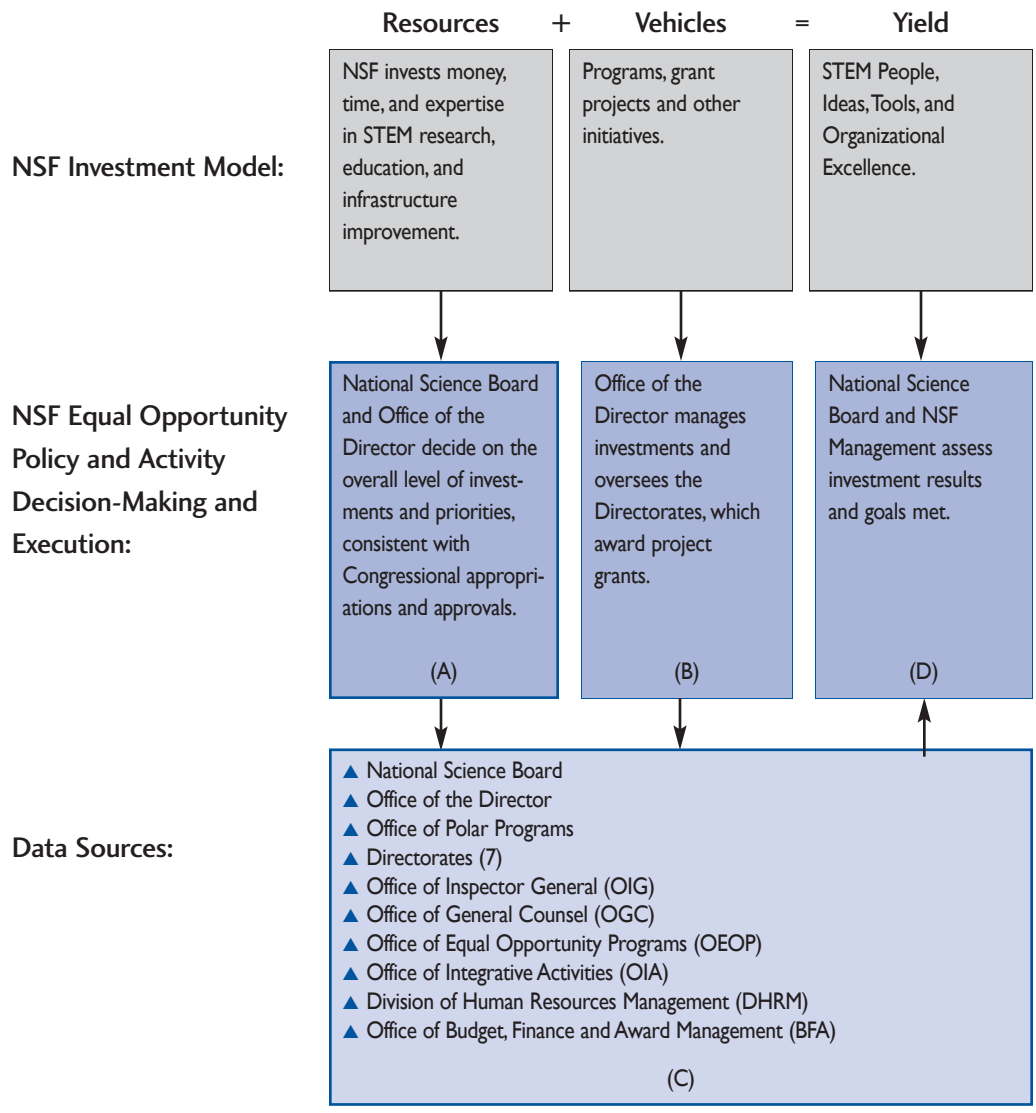 Resources + Vehicles = Yield
NSF Investment Model:
NSF invests money,
time, and expertise
in STEM research,
education, and
infrastructure
improvement.
Programs, grant
projects and other
initiatives.
STEM People,
Ideas, Tools, and
Organizational
Excellence.
NSF Equal Opportunity
Policy and Activity
Decision-Making and
Execution:
National Science Board
and Office of the
Director decide on the
overall level of invest-
ments and priorities,
consistent with
Congressional appropri-
ations and approvals.
(A)
Office of the
Director manages
investments and
oversees the
Directorates, which
award project
grants.
(B)
National Science
Board and NSF
Management assess
investment results
and goals met.
(D)
Data Sources:
▲ National Science Board
▲ Office of the Director
▲ Office of Polar Programs
▲ Directorates (7)
▲ Office of Inspector General (OIG)
▲ Office of General Counsel (OGC)
▲ Office of Equal Opportunity Programs (OEOP)
▲ Office of Integrative Activities (OIA)
▲ Division of Human Resources Management (DHRM)
▲ Office of Budget, Finance and Award Management (BFA)
(C)